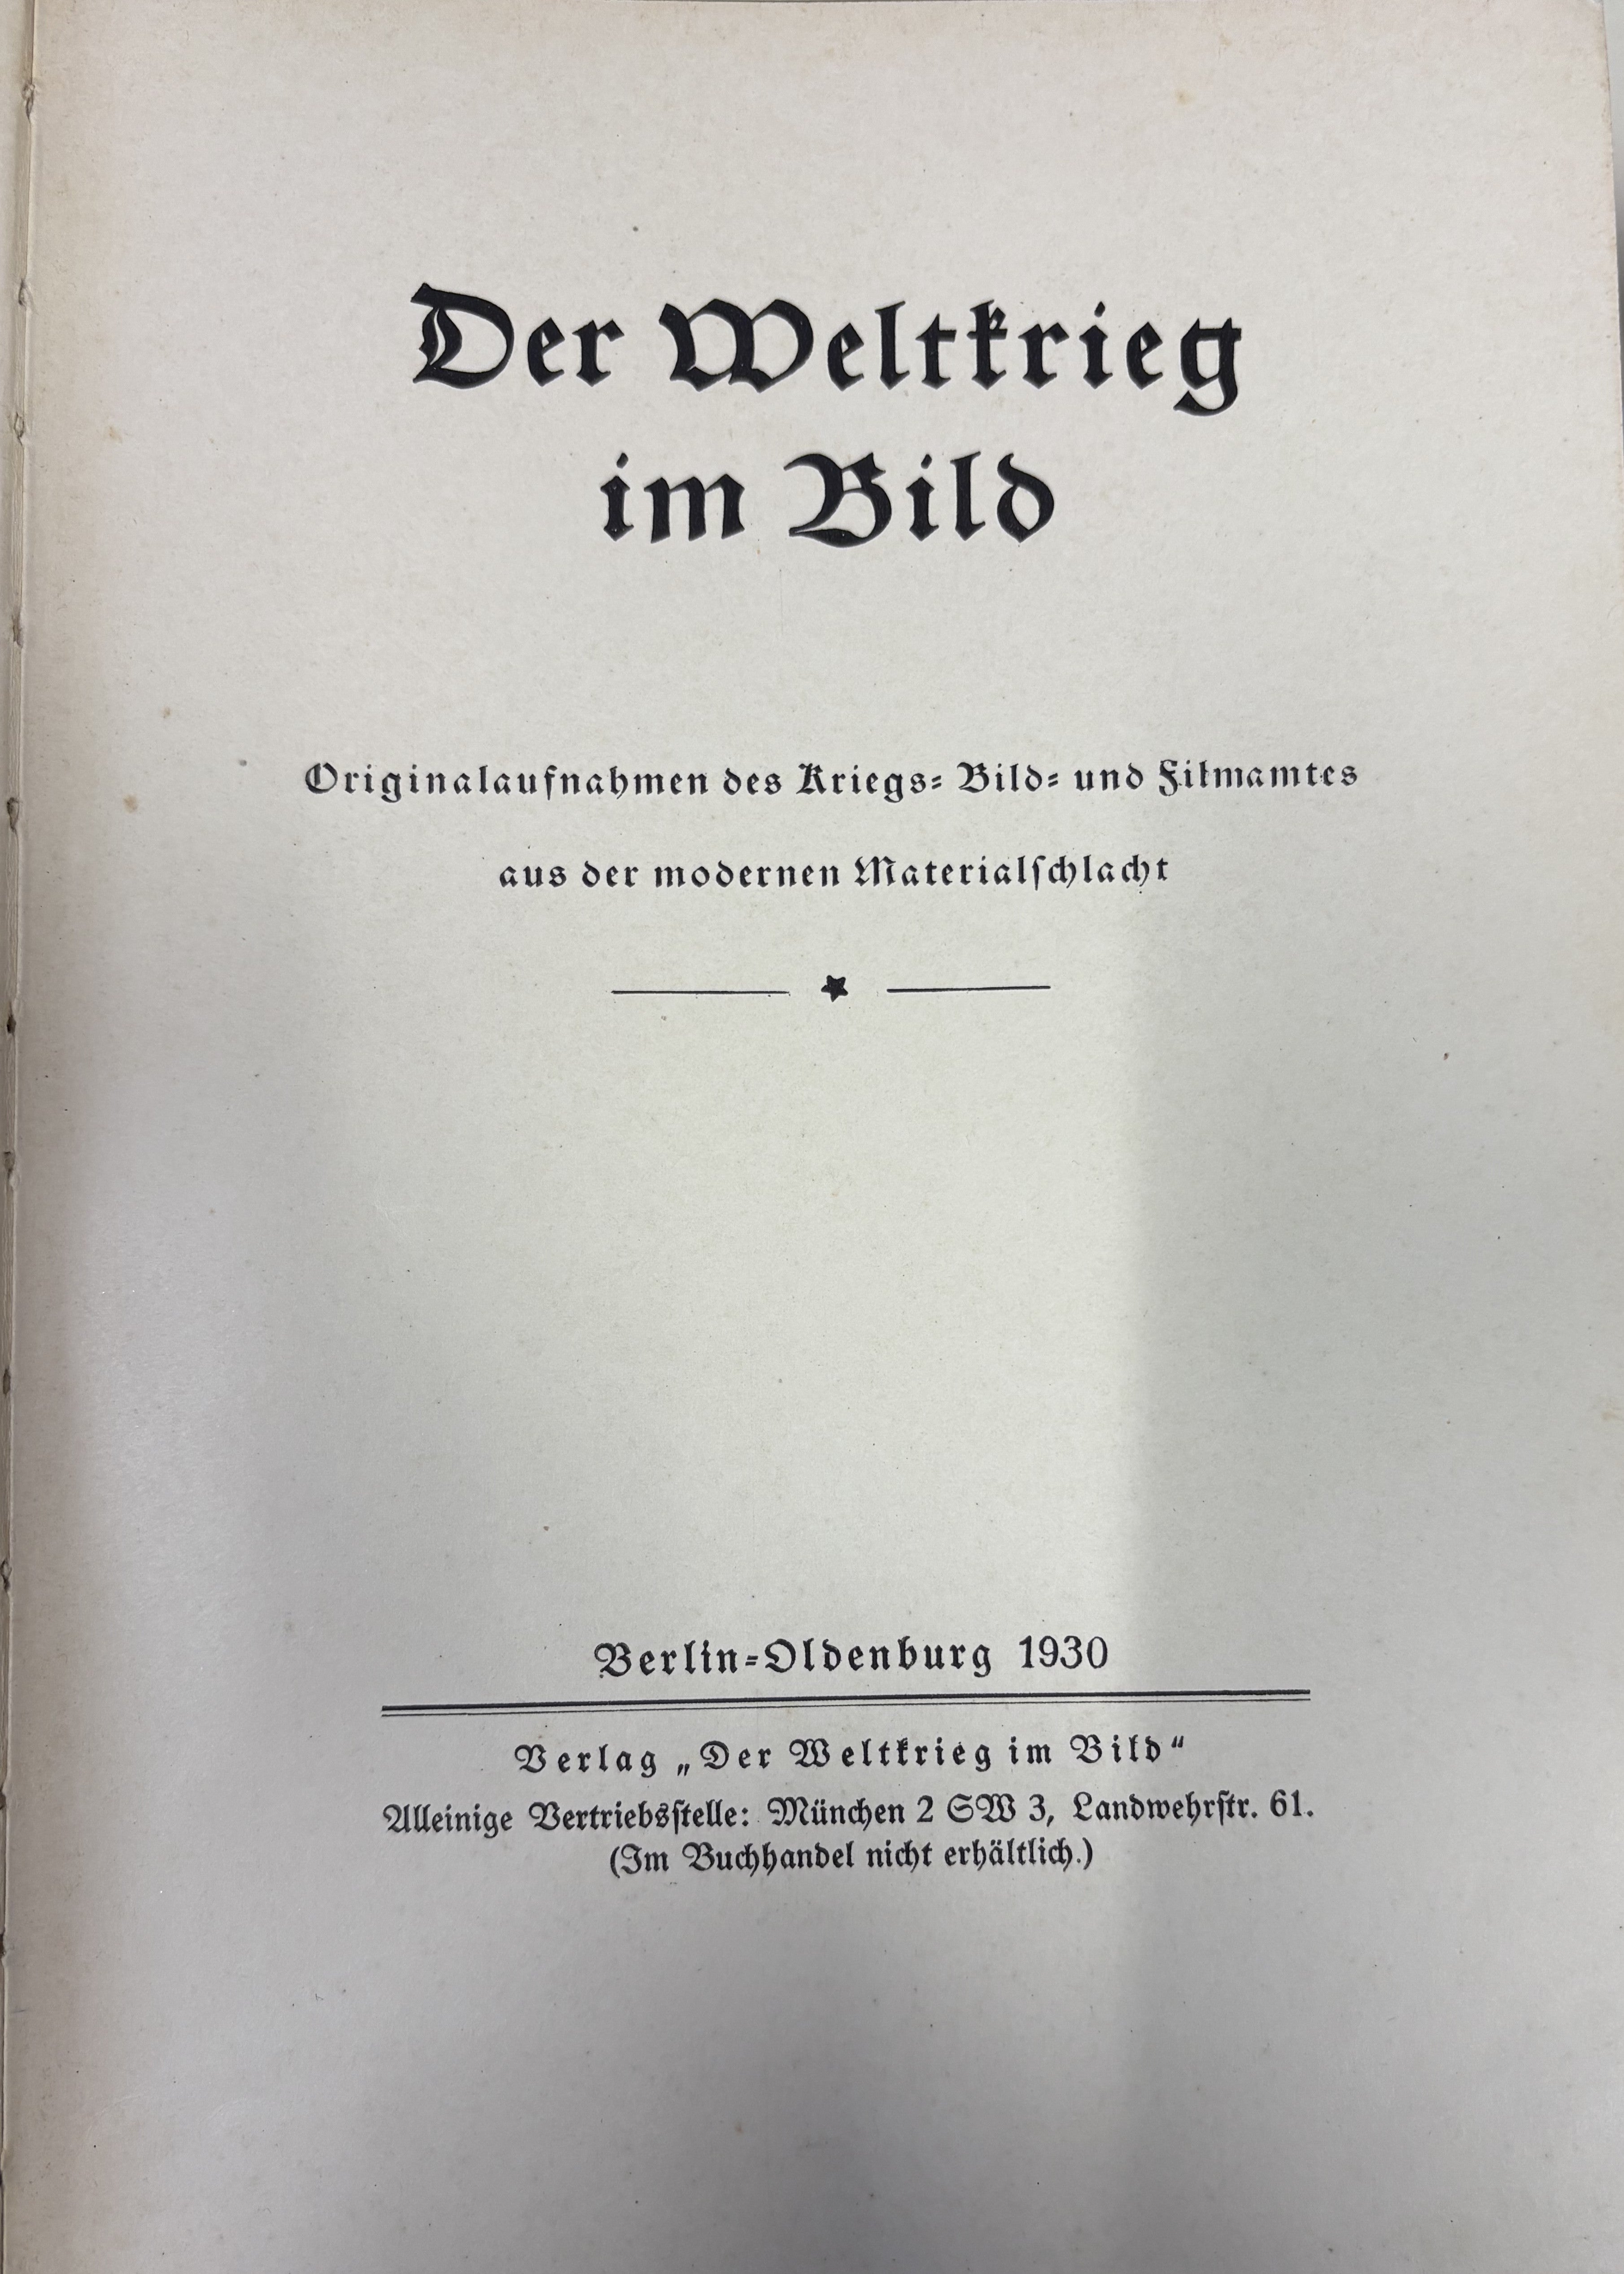 Der Weltkrieg
im Bild
Originalaufnahmen des Kriegs- Bild- und Filmamtes
aus der modernen Materialſchlacht
Berlin-Oldenburg 1930
Verlag „Der Weltkrieg im Bild“
Alleinige Vertriebsſtelle: München 2 SW 3, Landwehrſtr. 61.
(Im Buchhandel nicht erhältlich.)